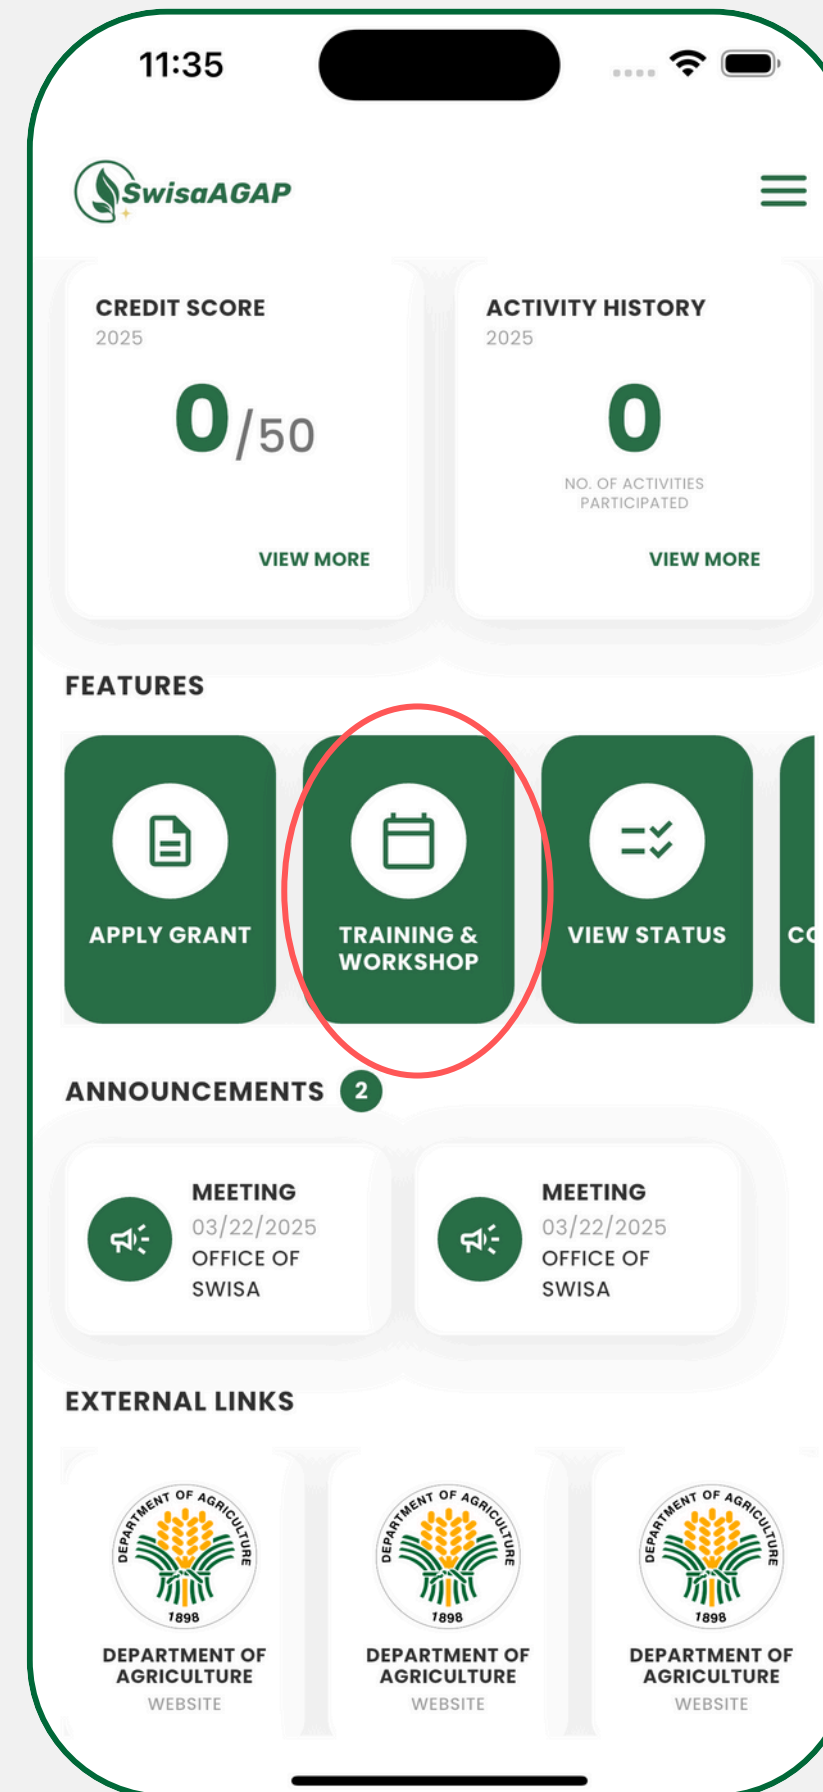 11:35
SwisaAGAP
CREDIT SCORE
2025
0/50
VIEW MORE
ACTIVITY HISTORY
2025
0
NO. OF ACTIVITIES
PARTICIPATED
VIEW MORE
FEATURES
APPLY GRANT
TRAINING &
WORKSHOP
VIEW STATUS
CO
ANNOUNCEMENTS 2
MEETING
03/22/2025
OFFICE OF
SWISA
MEETING
03/22/2025
OFFICE OF
SWISA
EXTERNAL LINKS
DEPARTMENT OF AGRICULTURE
1898
DEPARTMENT OF
AGRICULTURE
WEBSITE
DEPARTMENT OF AGRICULTURE
1898
DEPARTMENT OF
AGRICULTURE
WEBSITE
DEPARTMENT OF AGRICULTURE
1898
DEPARTMENT OF
AGRICULTURE
WEBSITE